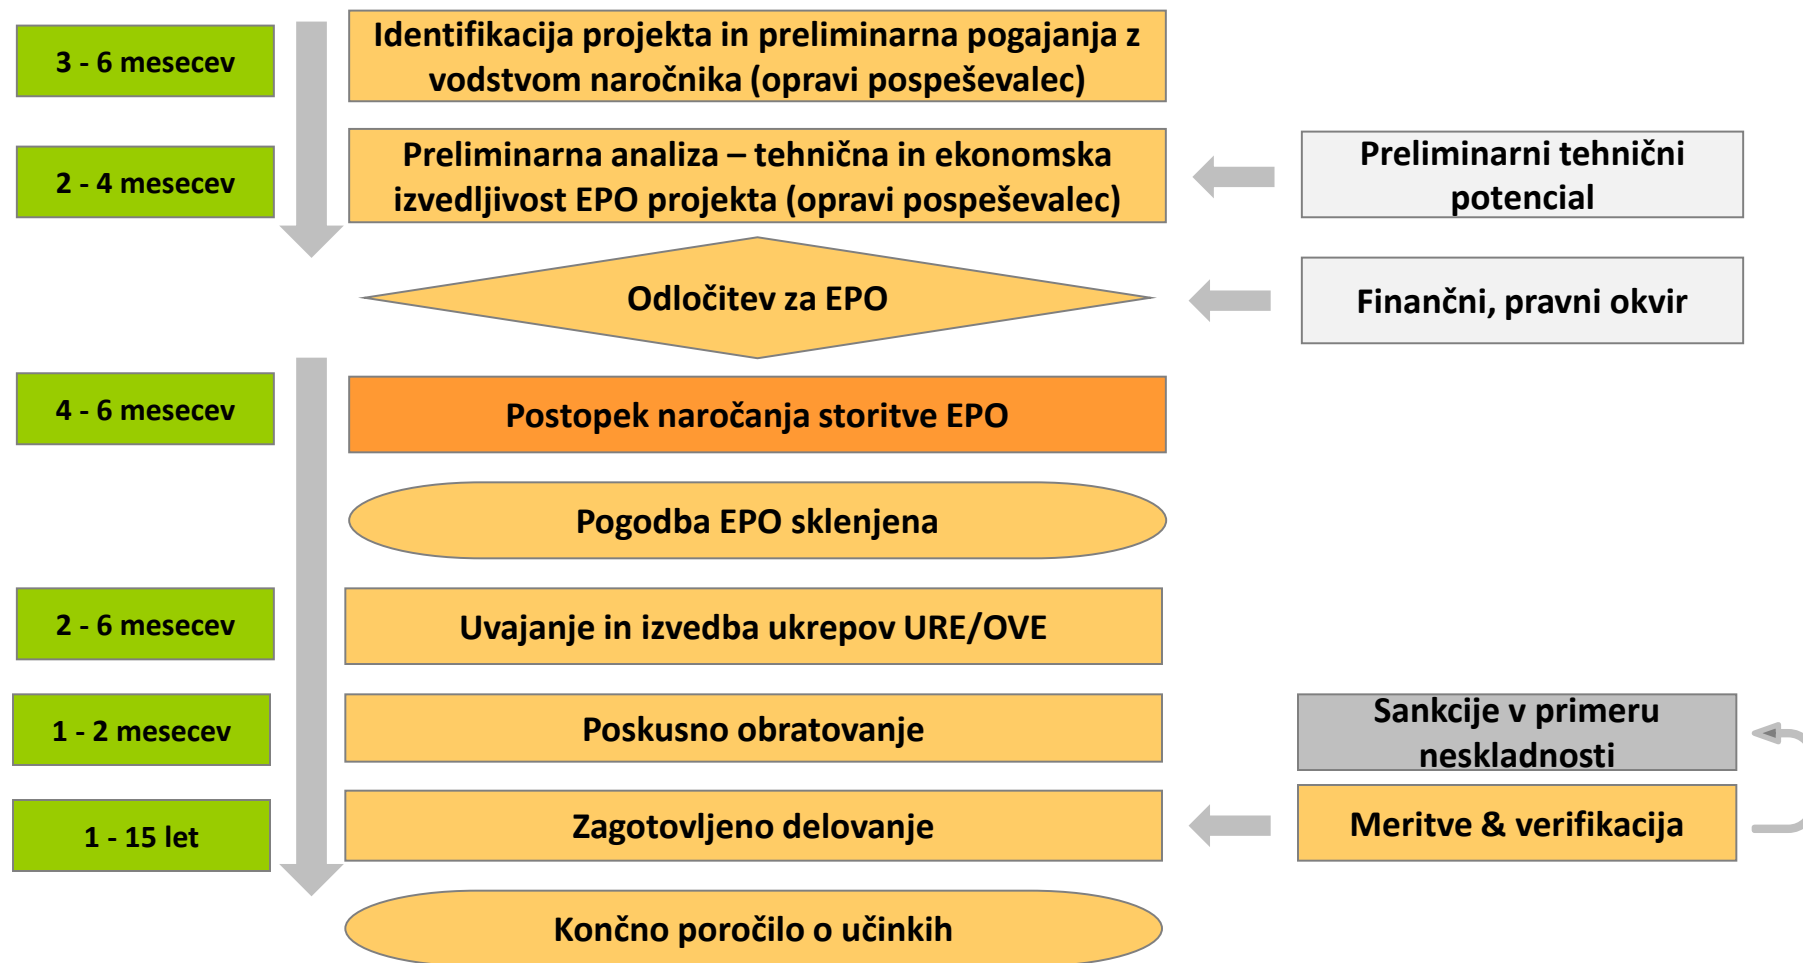 3 - 6 mesecev
Identifikacija projekta in preliminarna pogajanja z
vodstvom naročnika (opravi pospeševalec)
2 - 4 mesecev
Preliminarna analiza – tehnična in ekonomska
izvedljivost EPO projekta (opravi pospeševalec)
Preliminarni tehnični
potencial
Odločitev za EPO
Finančni, pravni okvir
4 - 6 mesecev
Postopek naročanja storitve EPO
Pogodba EPO sklenjena
2 - 6 mesecev
Uvajanje in izvedba ukrepov URE/OVE
1 - 2 mesecev
Poskusno obratovanje
Sankcije v primeru
neskladnosti
1 - 15 let
Zagotovljeno delovanje
Meritve & verifikacija
Končno poročilo o učinkih